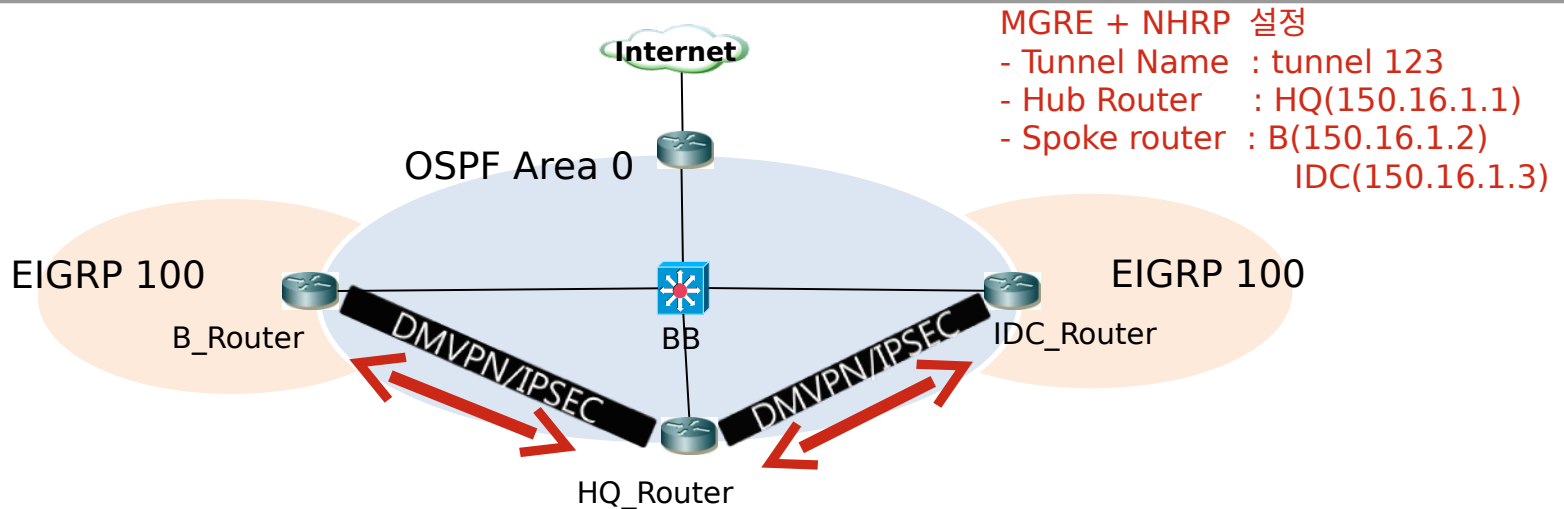 MGRE + NHRP 설정
- Tunnel Name : tunnel 123
- Hub Router : HQ(150.16.1.1)
- Spoke router : B(150.16.1.2)
IDC(150.16.1.3)
Internet
OSPF Area 0
EIGRP 100
EIGRP 100
B_Router
BB
IDC_Router
DMVPN/IPSEC
DMVPN/IPSEC
HQ_Router